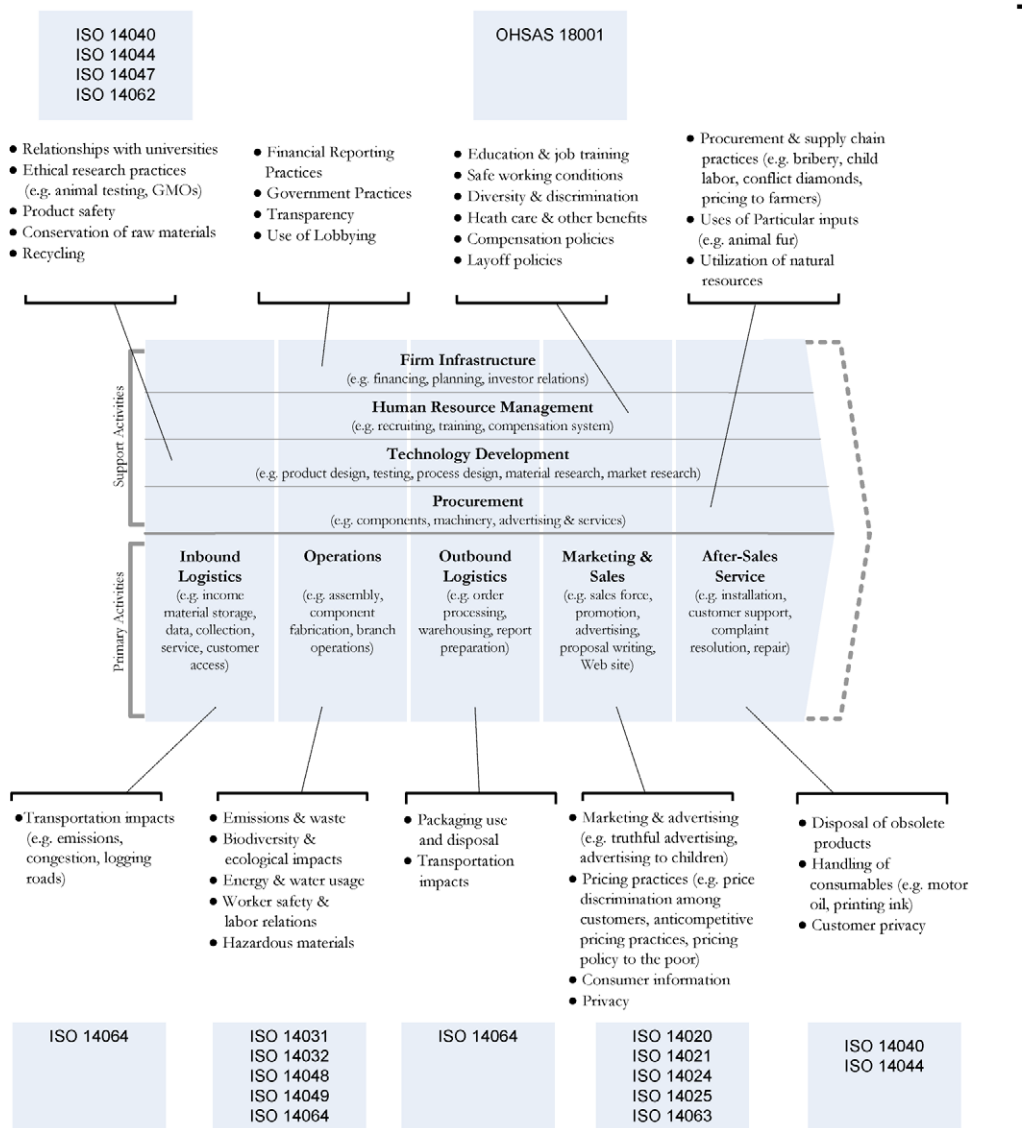 ISO 14040
ISO 14044
ISO 14047
ISO 14062
OHSAS 18001
● Relationships with universities
● Ethical research practices
(e.g. animal testing, GMOs)
● Product safety
● Conservation of raw materials
● Recycling
● Financial Reporting
Practices
● Government Practices
● Transparency
● Use of Lobbying
● Education & job training
● Safe working conditions
● Diversity & discrimination
● Heath care & other benefits
● Compensation policies
● Layoff policies
● Procurement & supply chain
practices (e.g. bribery, child
labor, conflict diamonds,
pricing to farmers)
● Uses of Particular inputs
(e.g. animal fur)
● Utilization of natural
resources
Support Activities
Firm Infrastructure
(e.g. financing, planning, investor relations)
Human Resource Management
(e.g. recruiting, training, compensation system)
Technology Development
(e.g. product design, testing, process design, material research, market research)
Procurement
(e.g. components, machinery, advertising & services)
Primary Activities
Inbound
Logistics
(e.g. income
material storage,
data, collection,
service, customer
access)
Operations
(e.g. assembly,
component
fabrication, branch
operations)
Outbound
Logistics
(e.g. order
processing,
warehousing, report
preparation)
Marketing &
Sales
(e.g. sales force,
promotion,
advertising,
proposal writing,
Web site)
After-Sales
Service
(e.g. installation,
customer support,
complaint
resolution, repair)
● Transportation impacts
(e.g. emissions,
congestion, logging
roads)
● Emissions & waste
● Biodiversity &
ecological impacts
● Energy & water usage
● Worker safety &
labor relations
● Hazardous materials
● Packaging use
and disposal
● Transportation
impacts
● Marketing & advertising
(e.g. truthful advertising,
advertising to children)
● Pricing practices (e.g. price
discrimination among
customers, anticompetitive
pricing practices, pricing
policy to the poor)
● Consumer information
● Privacy
● Disposal of obsolete
products
● Handling of
consumables (e.g. motor
oil, printing ink)
● Customer privacy
ISO 14064
ISO 14031
ISO 14032
ISO 14048
ISO 14049
ISO 14064
ISO 14064
ISO 14020
ISO 14021
ISO 14024
ISO 14025
ISO 14063
ISO 14040
ISO 14044